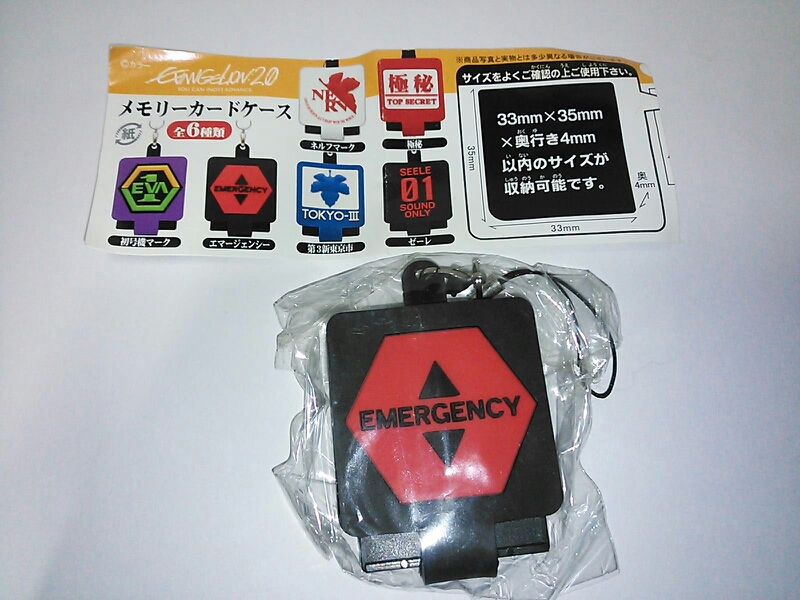 ©カラー
EVANGELION:2.0
YOU CAN (NOT) ADVANCE.
メモリーカードケース
紙
全6種類
NERV
ネルフマーク
極秘
TOP SECRET
極秘
EVA
1
初号機マーク
EMERGENCY
エマージェンシー
TOKYO-III
第3新東京市
SEELE
01
SOUND
ONLY
ゼーレ
※商品写真と実物とは多少異なる場合が
サイズをよくご確認の上ご使用下さい。
33mm×35mm
×奥行き4mm
以内のサイズが
収納可能です。
35mm
33mm
奥
4mm
EMERGENCY